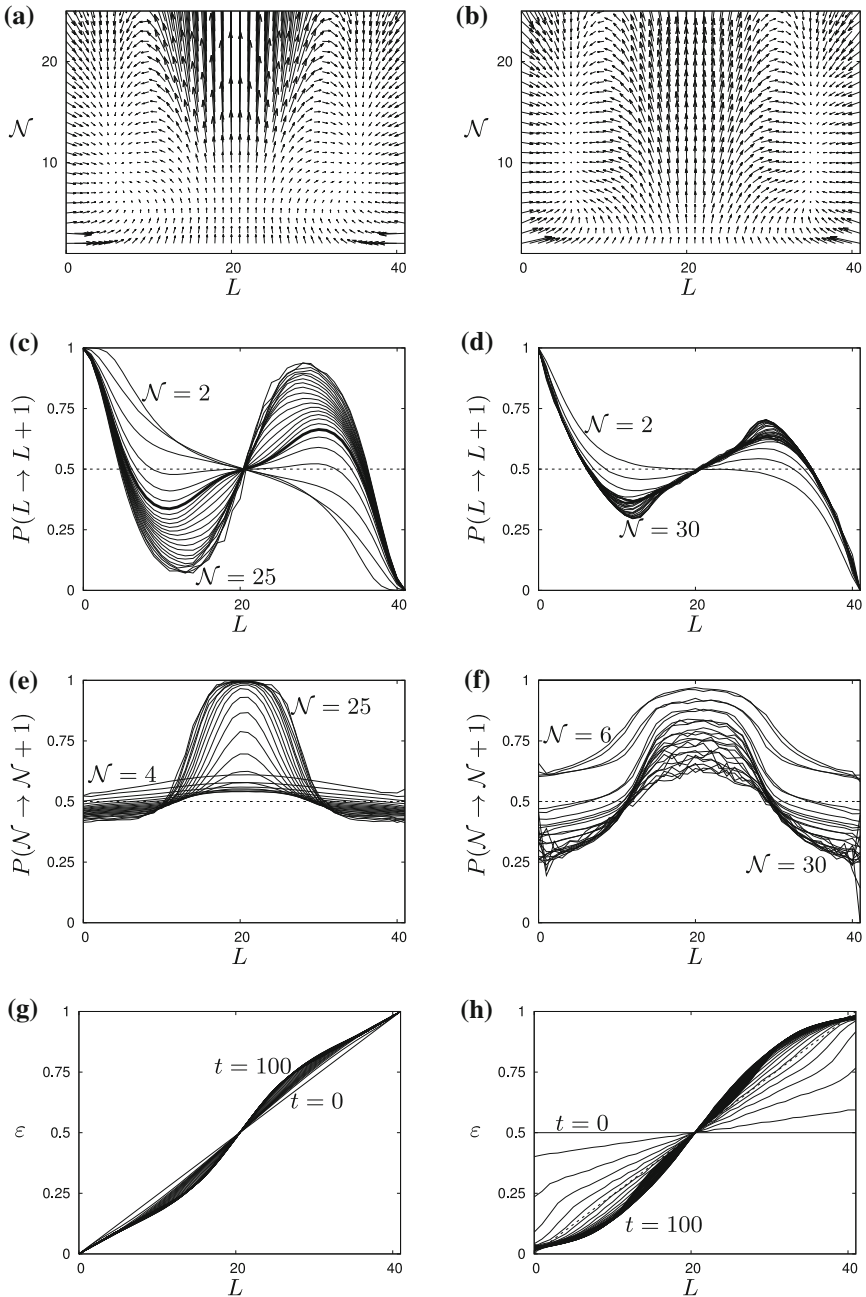 (a)
20
𝒩
10
0 20 40
L
(b)
20
𝒩
10
0 20 40
L
(c)
1
0.75
0.5
0.25
0
P(L → L + 1)
𝒩 = 2
𝒩 = 25
0 20 40
L
(d)
1
0.75
0.5
0.25
0
P(L → L + 1)
𝒩 = 2
𝒩 = 30
0 20 40
L
(e)
1
0.75
0.5
0.25
0
P(𝒩 → 𝒩 + 1)
𝒩 = 25
𝒩 = 4
0 20 40
L
(f)
1
0.75
0.5
0.25
0
P(𝒩 → 𝒩 + 1)
𝒩 = 6
𝒩 = 30
0 20 40
L
(g)
1
0.75
ε
0.5
0.25
0
t = 100
t = 0
0 20 40
L
(h)
1
0.75
ε
0.5
0.25
0
t = 0
t = 100
0 20 40
L